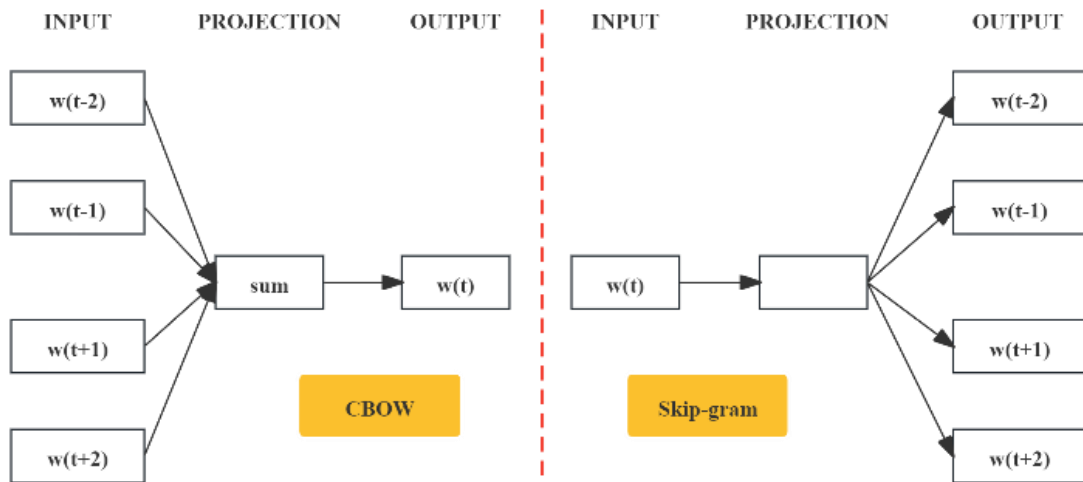 INPUT PROJECTION OUTPUT INPUT PROJECTION OUTPUT
w(t-2) w(t-2)
w(t-1) w(t-1)
sum w(t) w(t)
w(t+1) w(t+1)
CBOW Skip-gram
w(t+2) w(t+2)